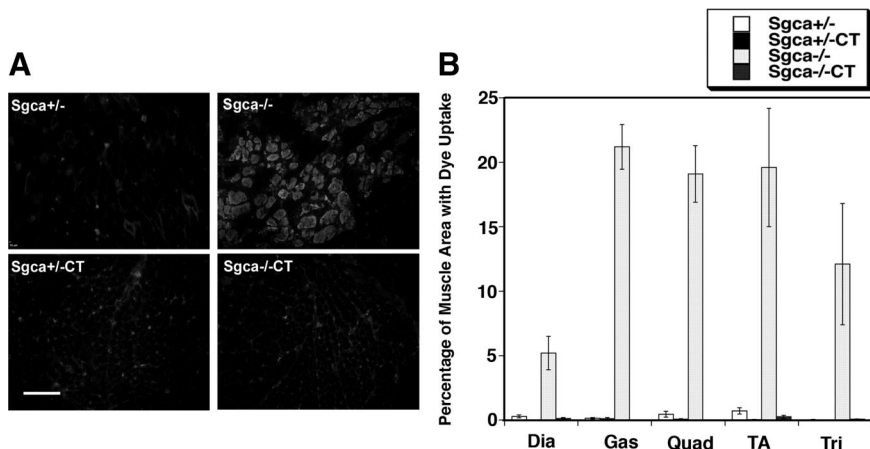 A
Sgca+/-
Sgca-/-
Sgca+/-CT
Sgca-/-CT
B
Sgca+/-
Sgca+/-CT
Sgca-/-
Sgca-/-CT
Percentage of Muscle Area with Dye Uptake
25
20
15
10
5
0
Dia Gas Quad TA Tri